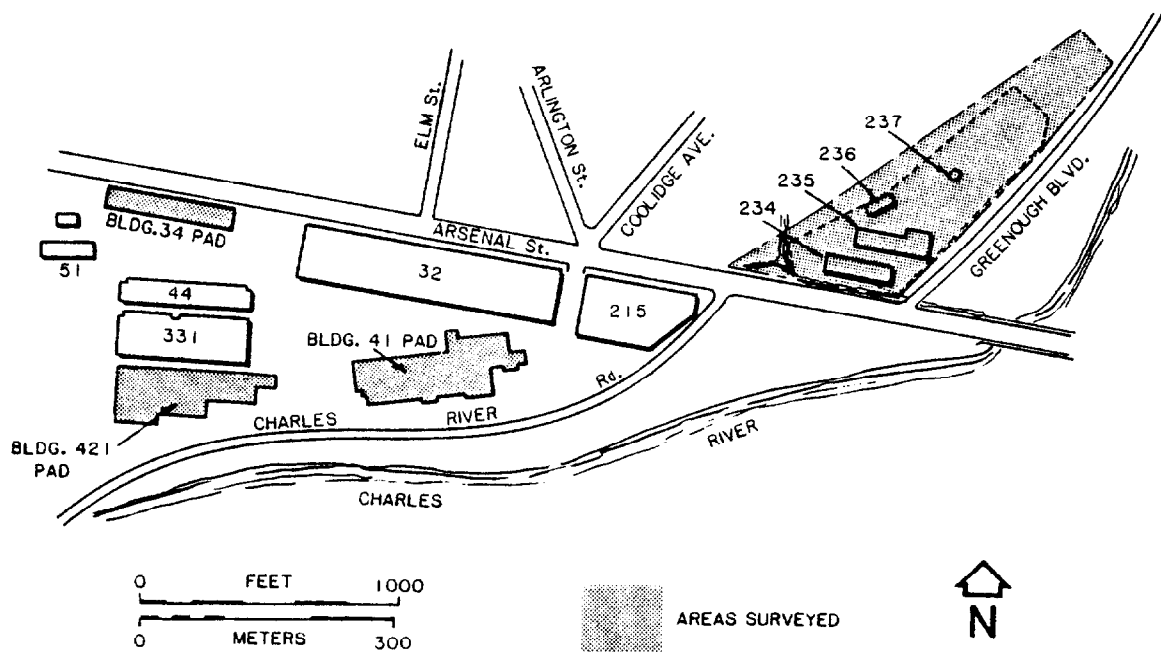 ELM St.
ARLINGTON St.
COOLIDGE AVE.
237
236
235
234
GREENOUGH BLVD.
BLDG. 34 PAD
ARSENAL St.
51
32
44
215
331
BLDG. 41 PAD
Rd.
CHARLES RIVER
RIVER
BLDG. 421
PAD
CHARLES
0 FEET 1000
METERS
0 300
AREAS SURVEYED
N